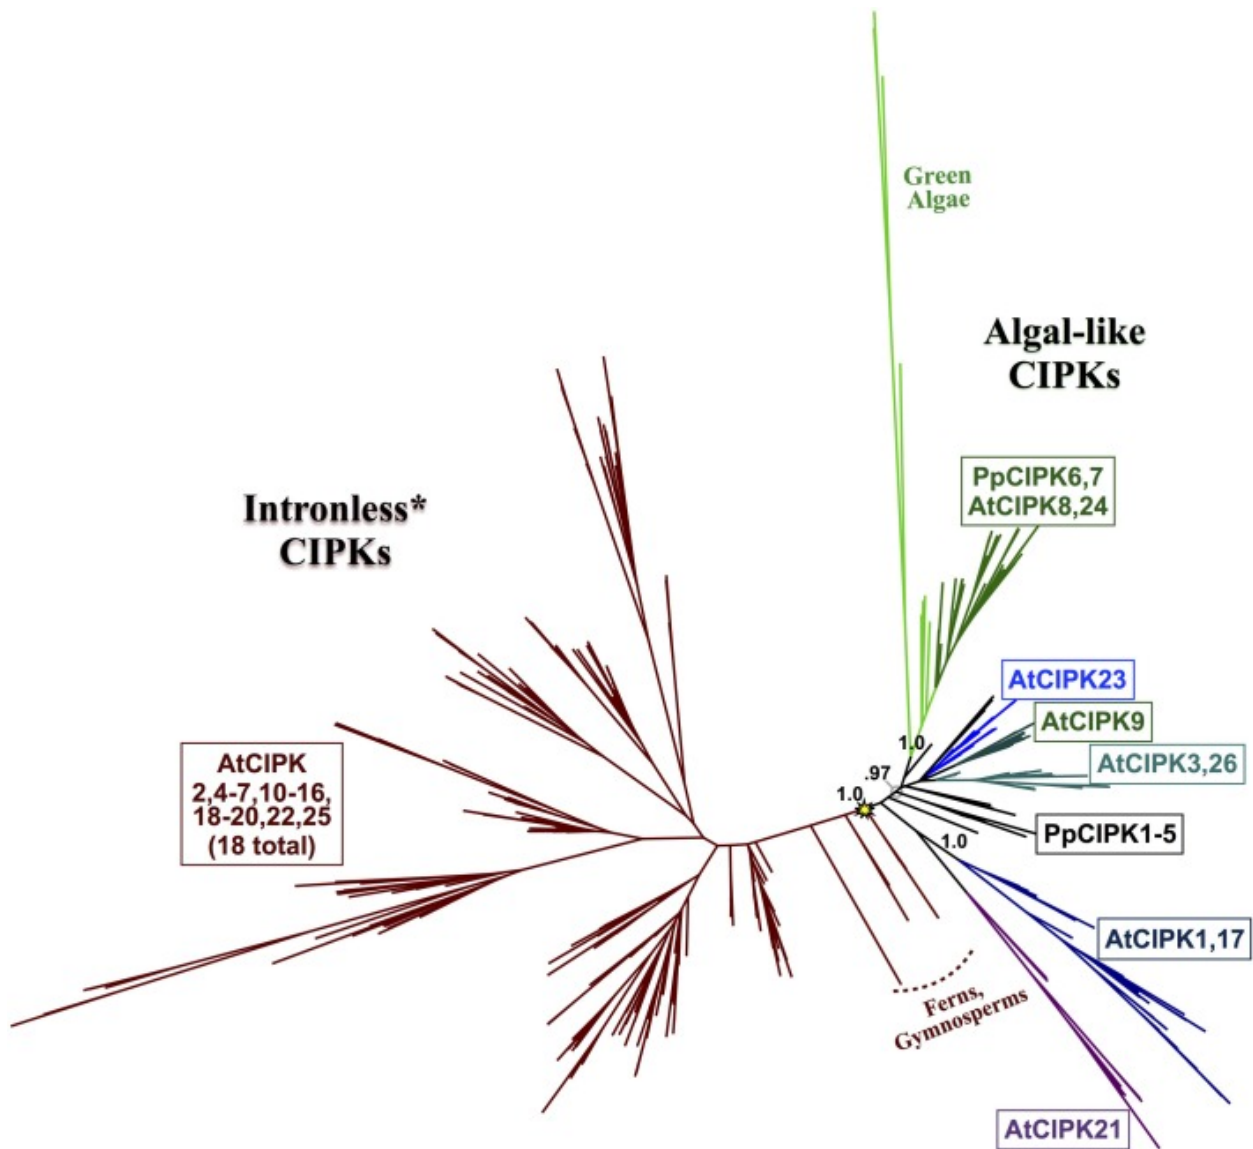 Green
Algae
Algal-like
CIPKs
PpCIPK6,7
AtCIPK8,24
Intronless*
CIPKs
AtCIPK23
AtCIPK9
1.0
AtCIPK3,26
.97
1.0
AtCIPK
2,4-7,10-16,
18-20,22,25
(18 total)
PpCIPK1-5
1.0
AtCIPK1,17
Ferns,
Gymnosperms
AtCIPK21